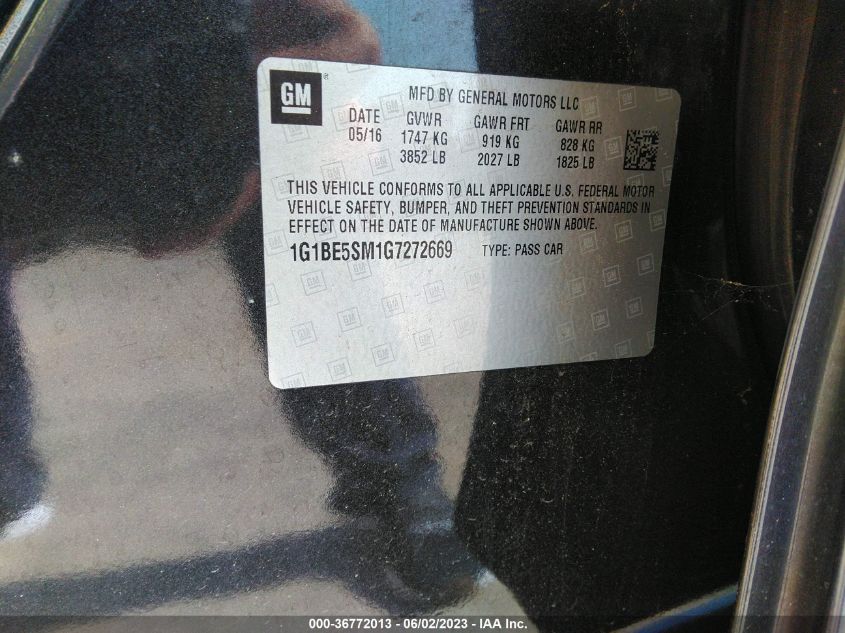 GM
®
MFD BY GENERAL MOTORS LLC
DATE GVWR GAWR FRT GAWR RR
05/16 1747 KG 919 KG 828 KG
3852 LB 2027 LB 1825 LB
THIS VEHICLE CONFORMS TO ALL APPLICABLE U.S. FEDERAL MOTOR
VEHICLE SAFETY, BUMPER, AND THEFT PREVENTION STANDARDS IN
EFFECT ON THE DATE OF MANUFACTURE SHOWN ABOVE.
1G1BE5SM1G7272669 TYPE: PASS CAR
000-36772013 - 06/02/2023 - IAA Inc.